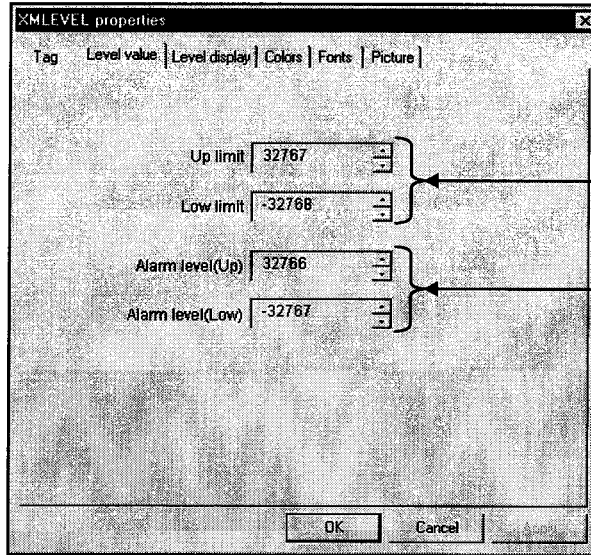 XMLEVEL properties
Tag Level value Level display Colors Fonts Picture
Up limit 32767
Low limit -32768
Alarm level(Up) 32766
Alarm level(Low) -32767
OK Cancel Apply